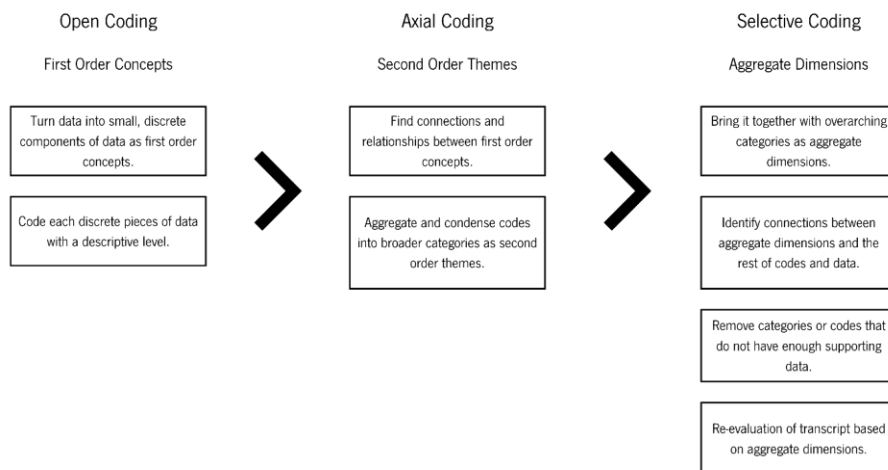 Open Coding
First Order Concepts
Turn data into small, discrete
components of data as first order
concepts.
Code each discrete pieces of data
with a descriptive level.
Axial Coding
Second Order Themes
Find connections and
relationships between first order
concepts.
Aggregate and condense codes
into broader categories as second
order themes.
Selective Coding
Aggregate Dimensions
Bring it together with overarching
categories as aggregate
dimensions.
Identify connections between
aggregate dimensions and the
rest of codes and data.
Remove categories or codes that
do not have enough supporting
data.
Re-evaluation of transcript based
on aggregate dimensions.